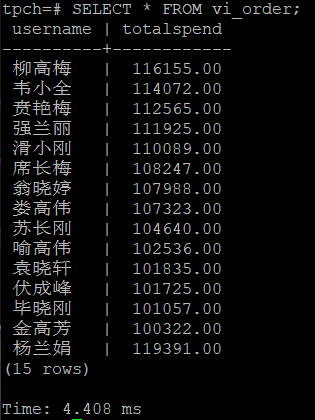 tpch=# SELECT * FROM vi_order;
username | totalspend
----------+------------
柳高梅 | 116155.00
韦小全 | 114072.00
贲艳梅 | 112565.00
强兰丽 | 111925.00
滑小刚 | 110089.00
席长梅 | 108247.00
翁晓婷 | 107988.00
娄高伟 | 107323.00
苏长刚 | 104640.00
喻高伟 | 102536.00
袁晓轩 | 101835.00
伏成峰 | 101725.00
毕晓刚 | 101057.00
金高芳 | 100322.00
杨兰娟 | 119391.00
(15 rows)
Time: 4.408 ms